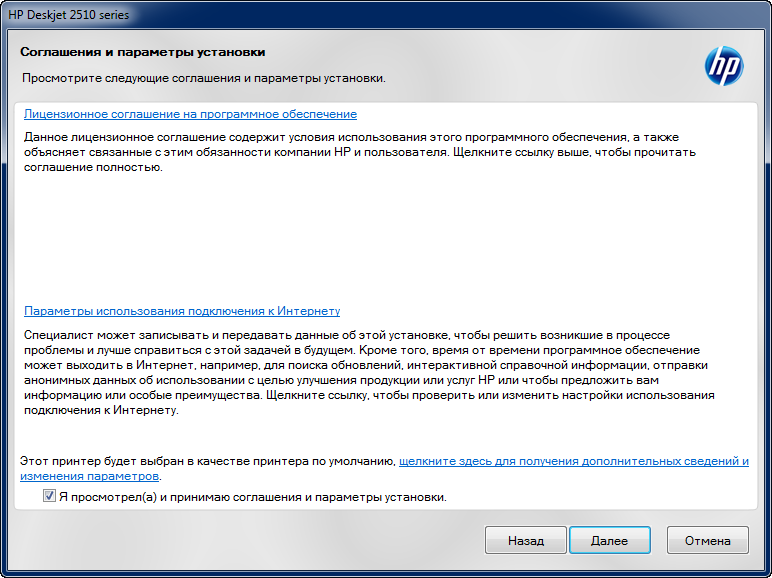 HP Deskjet 2510 series
Соглашения и параметры установки
Просмотрите следующие соглашения и параметры установки.
hp
Лицензионное соглашение на программное обеспечение
Данное лицензионное соглашение содержит условия использования этого программного обеспечения, а также
объясняет связанные с этим обязанности компании HP и пользователя. Щелкните ссылку выше, чтобы прочитать
соглашение полностью.
Параметры использования подключения к Интернету
Специалист может записывать и передавать данные об этой установке, чтобы решить возникшие в процессе
проблемы и лучше справиться с этой задачей в будущем. Кроме того, время от времени программное обеспечение
может выходить в Интернет, например, для поиска обновлений, интерактивной справочной информации, отправки
анонимных данных об использовании с целью улучшения продукции или услуг HP или чтобы предложить вам
информацию или особые преимущества. Щелкните ссылку, чтобы проверить или изменить настройки использования
подключения к Интернету.
Этот принтер будет выбран в качестве принтера по умолчанию, щелкните здесь для получения дополнительных сведений и
изменения параметров.
Я просмотрел(а) и принимаю соглашения и параметры установки.
Назад
Далее
Отмена